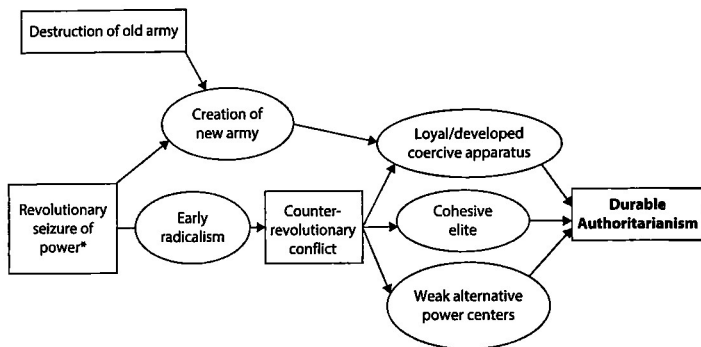 Destruction of old army
Creation of
new army
Loyal/developed
coercive apparatus
Revolutionary
seizure of
power*
Early
radicalism
Counter-
revolutionary
conflict
Cohesive
elite
Durable
Authoritarianism
Weak alternative
power centers